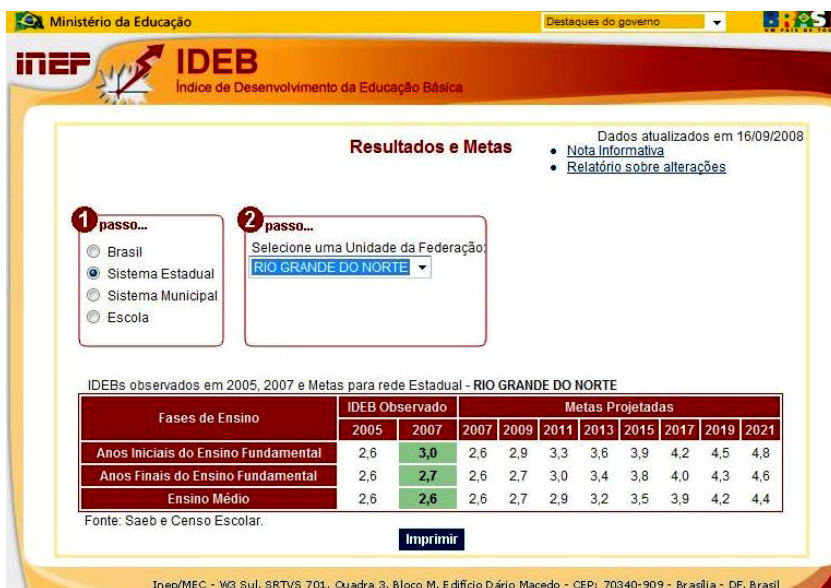 Ministério da Educação
Destaques do governo
BRASIL
INEP
IDEB
Índice de Desenvolvimento da Educação Básica
Resultados e Metas
Dados atualizados em 16/09/2008
• Nota Informativa
• Relatório sobre alterações
1 passo...
Brasil
Sistema Estadual
Sistema Municipal
Escola
2 passo...
Selecione uma Unidade da Federação:
RIO GRANDE DO NORTE
IDEBs observados em 2005, 2007 e Metas para rede Estadual - RIO GRANDE DO NORTE
Fases de Ensino IDEB Observado Metas Projetadas
2005 2007 2007 2009 2011 2013 2015 2017 2019 2021
Anos Iniciais do Ensino Fundamental 2,6 3,0 2,6 2,9 3,3 3,6 3,9 4,2 4,5 4,8
Anos Finais do Ensino Fundamental 2,6 2,7 2,6 2,7 3,0 3,4 3,8 4,0 4,3 4,6
Ensino Médio 2,6 2,6 2,6 2,7 2,9 3,2 3,5 3,9 4,2 4,4
Fonte: Saeb e Censo Escolar.
Imprimir
Inep/MEC - W3 Sul, SRTVS 701, Quadra 3, Bloco M, Edifício Dário Macedo - CEP: 70340-909 - Brasília - DF, Brasil